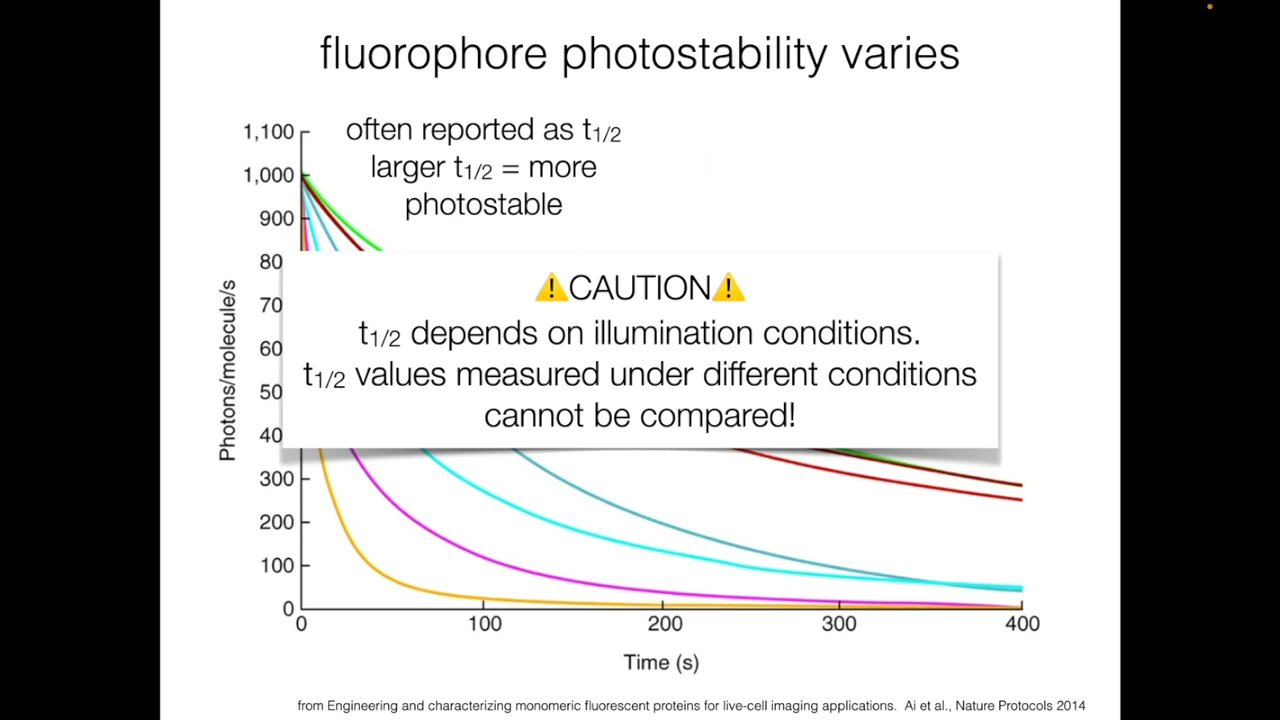 fluorophore photostability varies
often reported as t1/2
larger t1/2 = more
photostable
⚠️CAUTION⚠️
t1/2 depends on illumination conditions.
t1/2 values measured under different conditions
cannot be compared!
Photons/molecule/s
1,100
1,000
900
80
70
60
50
40
300
200
100
0
0 100 200 300 400
Time (s)
from Engineering and characterizing monomeric fluorescent proteins for live-cell imaging applications. Ai et al., Nature Protocols 2014